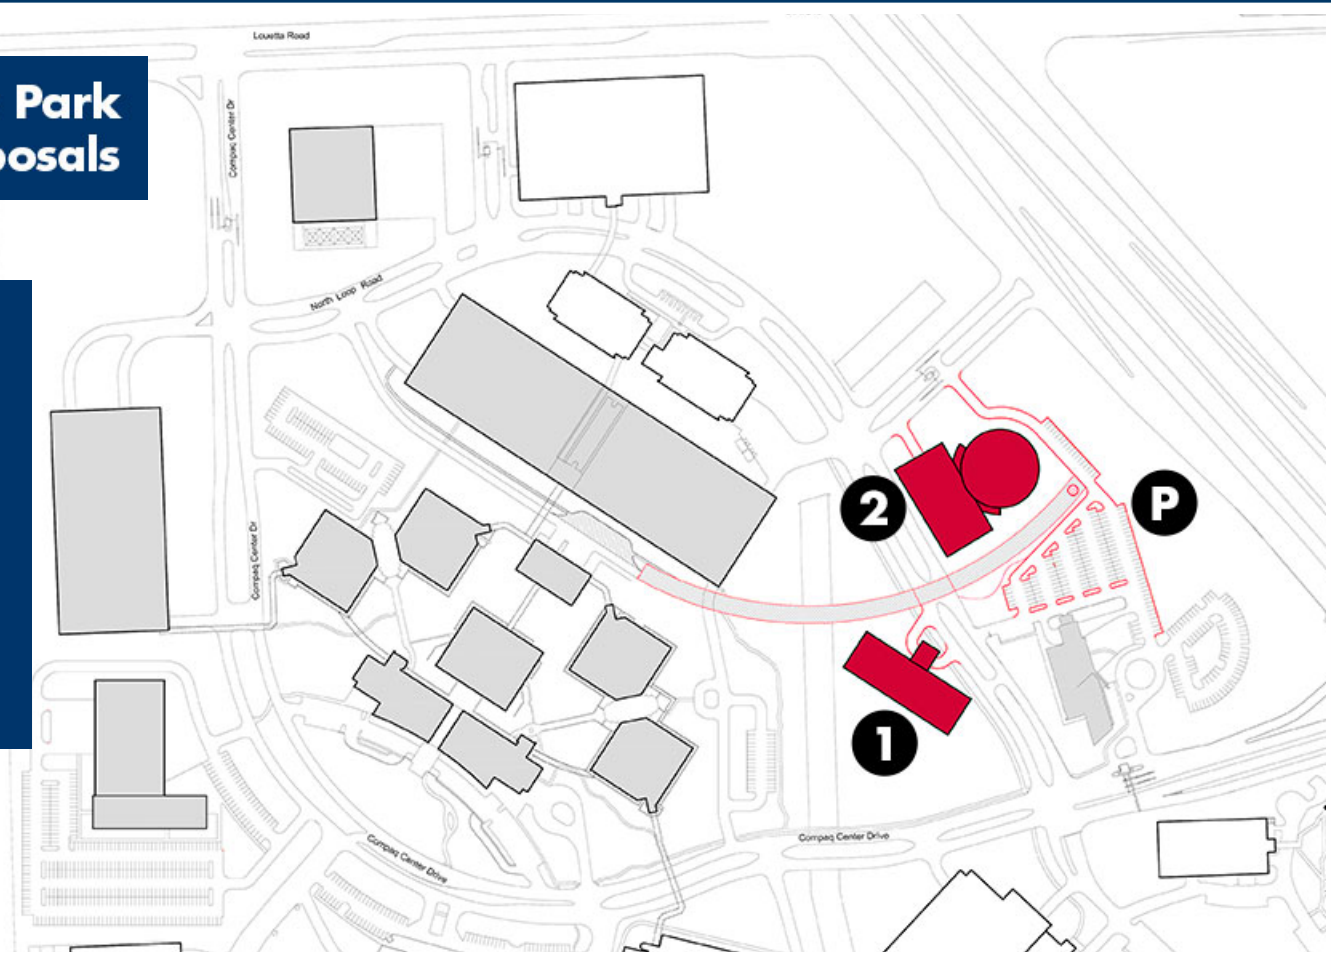 Louetta Road
Park
posals
Compaq Center Dr
North Loop Road
2
P
Compaq Center Dr
1
Compaq Center Drive
Compaq Center Drive